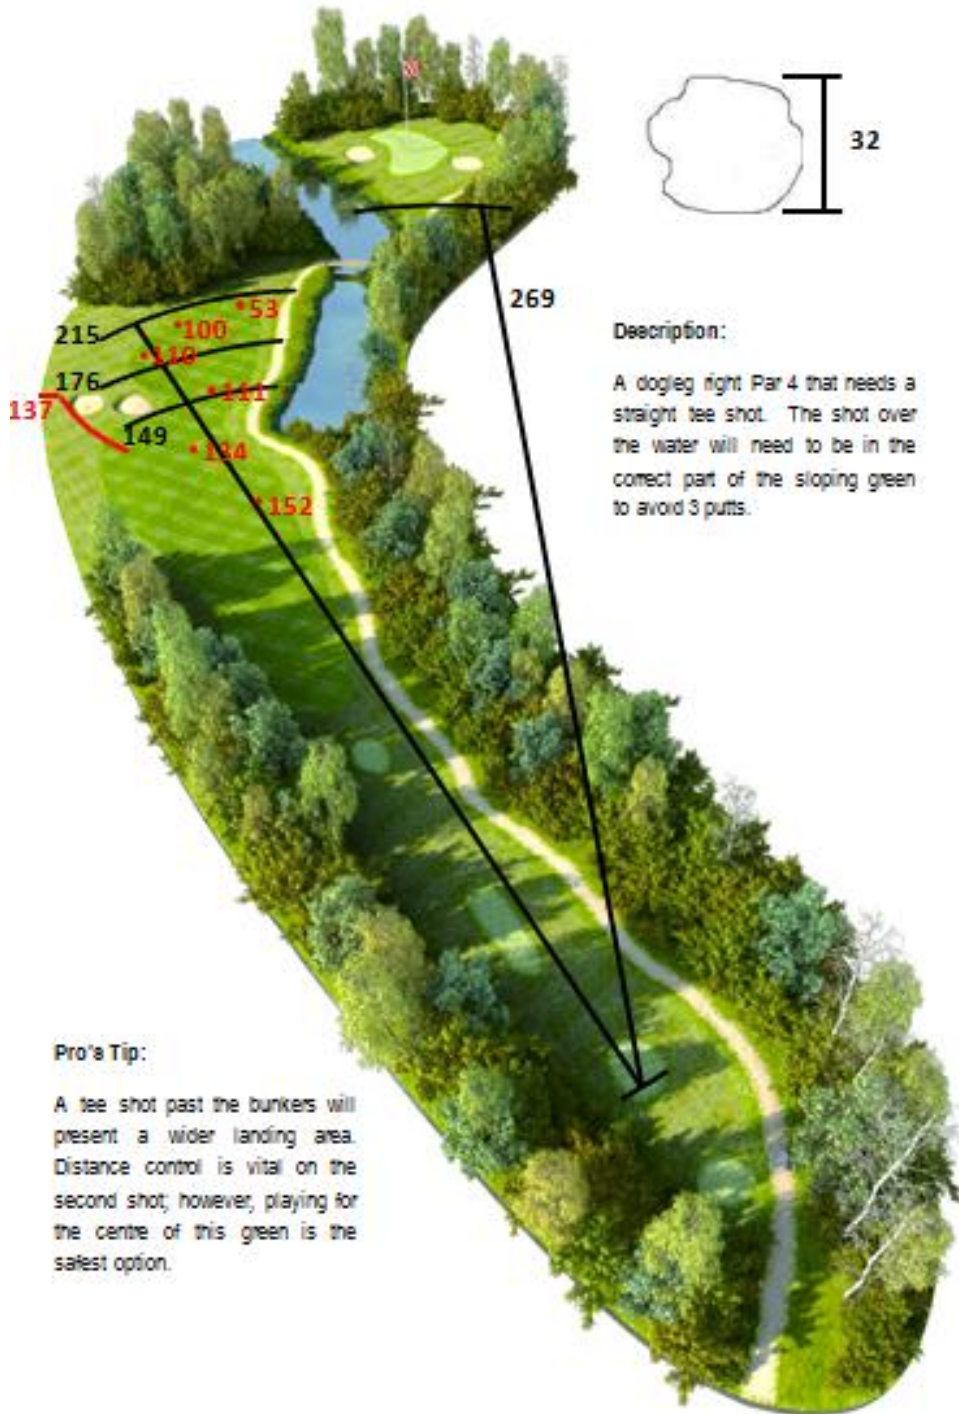 32
269
215
53
100
110
176
111
137
149
134
152
Description:
A dogleg right Par 4 that needs a
straight tee shot. The shot over
the water will need to be in the
correct part of the sloping green
to avoid 3 putts.
Pro's Tip:
A tee shot past the bunkers will
present a wider landing area.
Distance control is vital on the
second shot; however, playing for
the centre of this green is the
safest option.